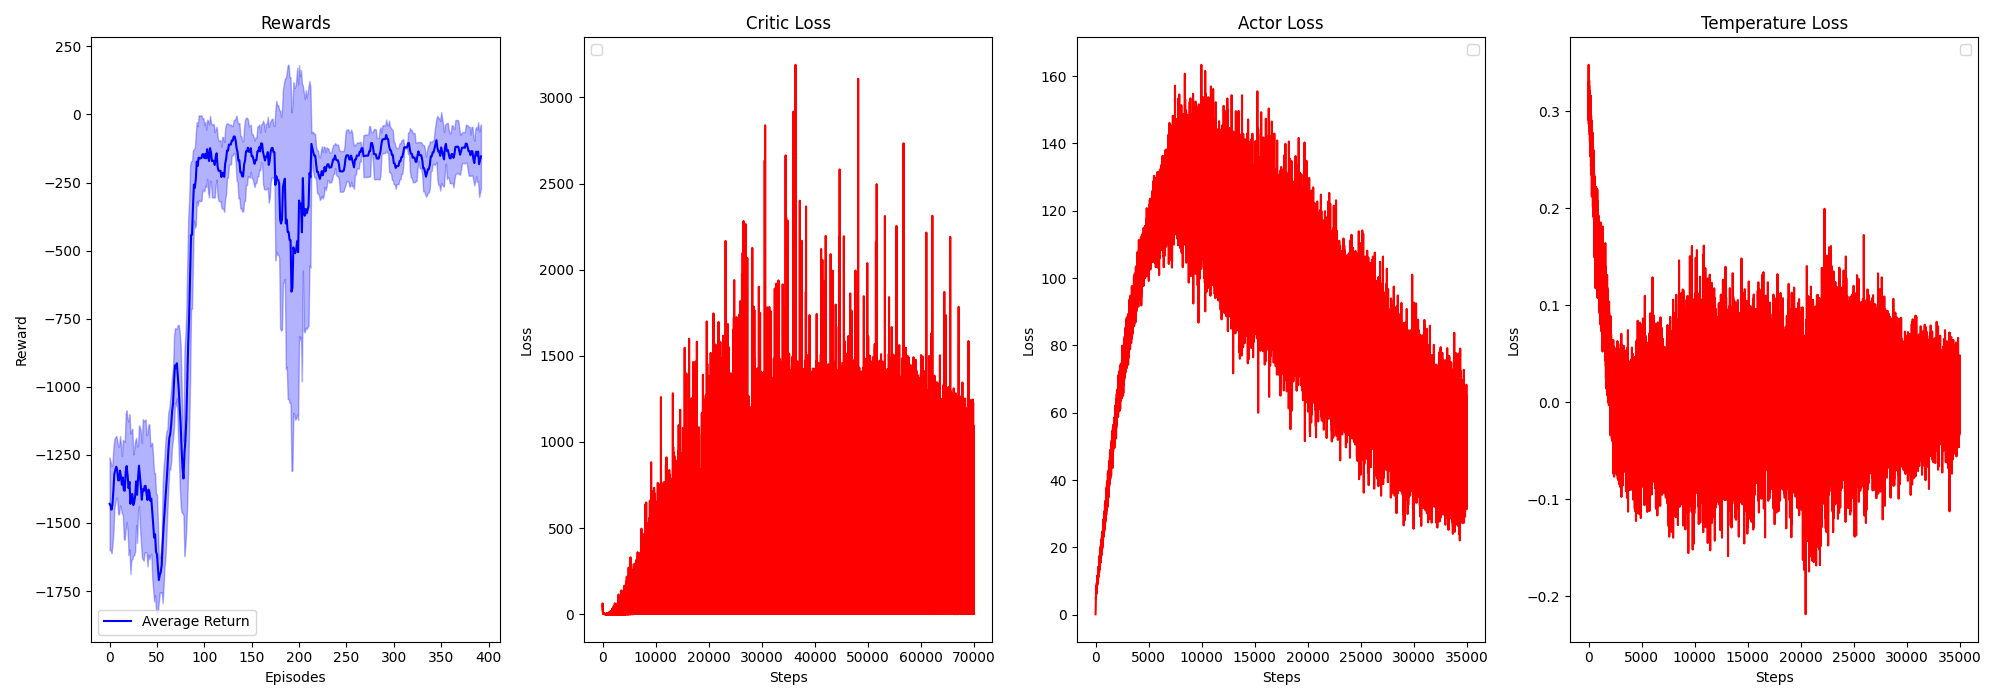 Rewards
250
0
−250
−500
−750
−1000
−1250
−1500
−1750
Reward
Average Return
0 50 100 150 200 250 300 350 400
Episodes
Critic Loss
3000
2500
2000
1500
1000
500
0
Loss
0 10000 20000 30000 40000 50000 60000 70000
Steps
Actor Loss
160
140
120
100
80
60
40
20
0
Loss
0 5000 10000 15000 20000 25000 30000 35000
Steps
Temperature Loss
0.3
0.2
0.1
0.0
−0.1
−0.2
Loss
0 5000 10000 15000 20000 25000 30000 35000
Steps